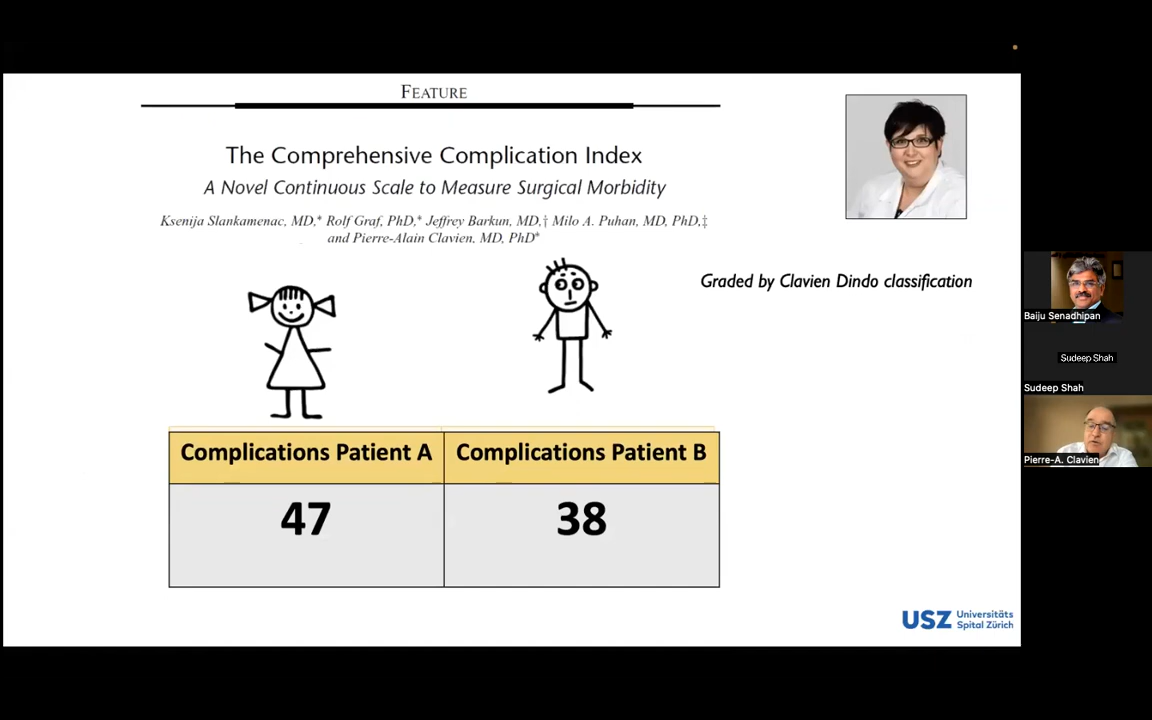 FEATURE
The Comprehensive Complication Index
A Novel Continuous Scale to Measure Surgical Morbidity
Ksenija Slankamenac, MD,* Rolf Graf, PhD,* Jeffrey Barkun, MD,† Milo A. Puhan, MD, PhD,‡
and Pierre-Alain Clavien, MD, PhD*
Graded by Clavien Dindo classification
Complications Patient A
Complications Patient B
47
38
USZ Universitäts
Spital Zürich
Baiju Senadhipan
Sudeep Shah
Sudeep Shah
Pierre-A. Clavien